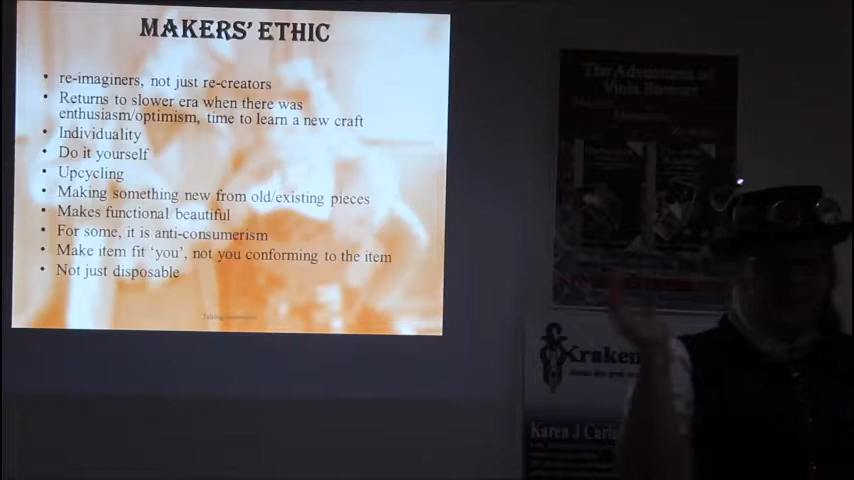 MAKERS' ETHIC
• re-imaginers, not just re-creators
• Returns to slower era when there was
enthusiasm/optimism, time to learn a new craft
• Individuality
• Do it yourself
• Upcycling
• Making something new from old/existing pieces
• Makes functional beautiful
• For some, it is anti-consumerism
• Make item fit 'you', not you conforming to the item
• Not just disposable
The Adventures of
Kraken
Karen J Carl